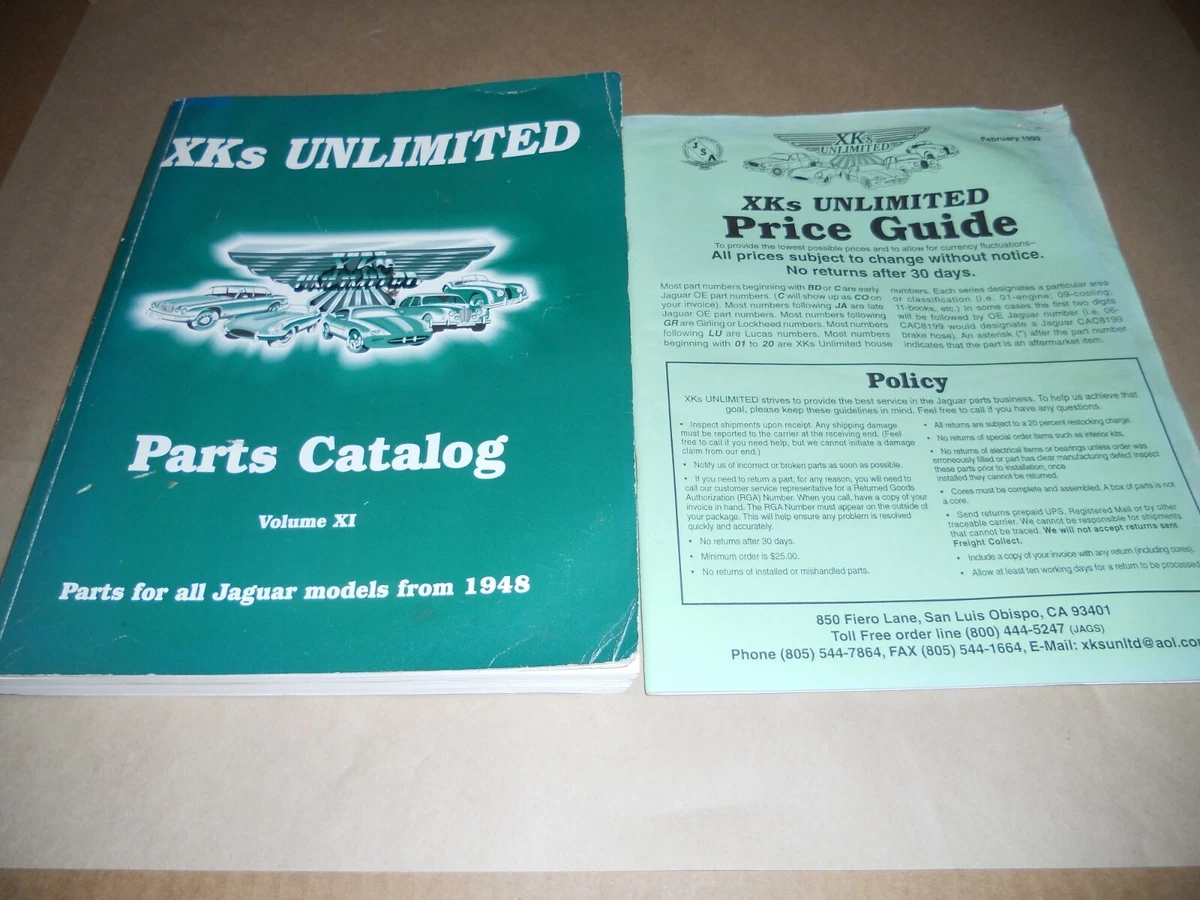 XKs UNLIMITED
XKs
UNLIMITED
Parts Catalog
Volume XI
Parts for all Jaguar models from 1948
JSA
XKs
UNLIMITED
February 1999
XKs UNLIMITED
Price Guide
To provide the lowest possible prices and to allow for currency fluctuations–
All prices subject to change without notice.
No returns after 30 days.
Most part numbers beginning with BD or C are early
Jaguar OE part numbers. (C will show up as CO on
your invoice). Most numbers following JA are late
Jaguar OE part numbers. Most numbers following
GR are Girling or Lockheed numbers. Most numbers
following LU are Lucas numbers. Most numbers
beginning with 01 to 20 are XKs Unlimited house
numbers. Each series designates a particular area
or classification (i.e. 01-engine; 09-cooling;
11-books, etc.) In some cases the first two digits
will be followed by OE Jaguar number (i.e. 06-
CAC8199 would designate a Jaguar CAC8199
brake hose). An asterisk (*) after the part number
indicates that the part is an aftermarket item.
Policy
XKs UNLIMITED strives to provide the best service in the Jaguar parts business. To help us achieve that
goal, please keep these guidelines in mind. Feel free to call if you have any questions.
• Inspect shipments upon receipt. Any shipping damage
must be reported to the carrier at the receiving end. (Feel
free to call if you need help, but we cannot initiate a damage
claim from our end.)
• Notify us of incorrect or broken parts as soon as possible.
• If you need to return a part, for any reason, you will need to
call our customer service representative for a Returned Goods
Authorization (RGA) Number. When you call, have a copy of your
invoice in hand. The RGA Number must appear on the outside of
your package. This will help ensure any problem is resolved
quickly and accurately.
• No returns after 30 days.
• Minimum order is $25.00.
• No returns of installed or mishandled parts.
• All returns are subject to a 20 percent restocking charge.
• No returns of special order items such as interior kits.
• No returns of electrical items or bearings unless order was
erroneously filled or part has clear manufacturing defect inspect
these parts prior to installation; once
installed they cannot be returned.
• Cores must be complete and assembled. A box of parts is not
a core.
• Send returns prepaid UPS, Registered Mail or by other
traceable carrier. We cannot be responsible for shipments
that cannot be traced. We will not accept returns sent
Freight Collect.
• Include a copy of your invoice with any return (including cores).
• Allow at least ten working days for a return to be processed
850 Fiero Lane, San Luis Obispo, CA 93401
Toll Free order line (800) 444-5247 (JAGS)
Phone (805) 544-7864, FAX (805) 544-1664, E-Mail: xksunltd@aol.com